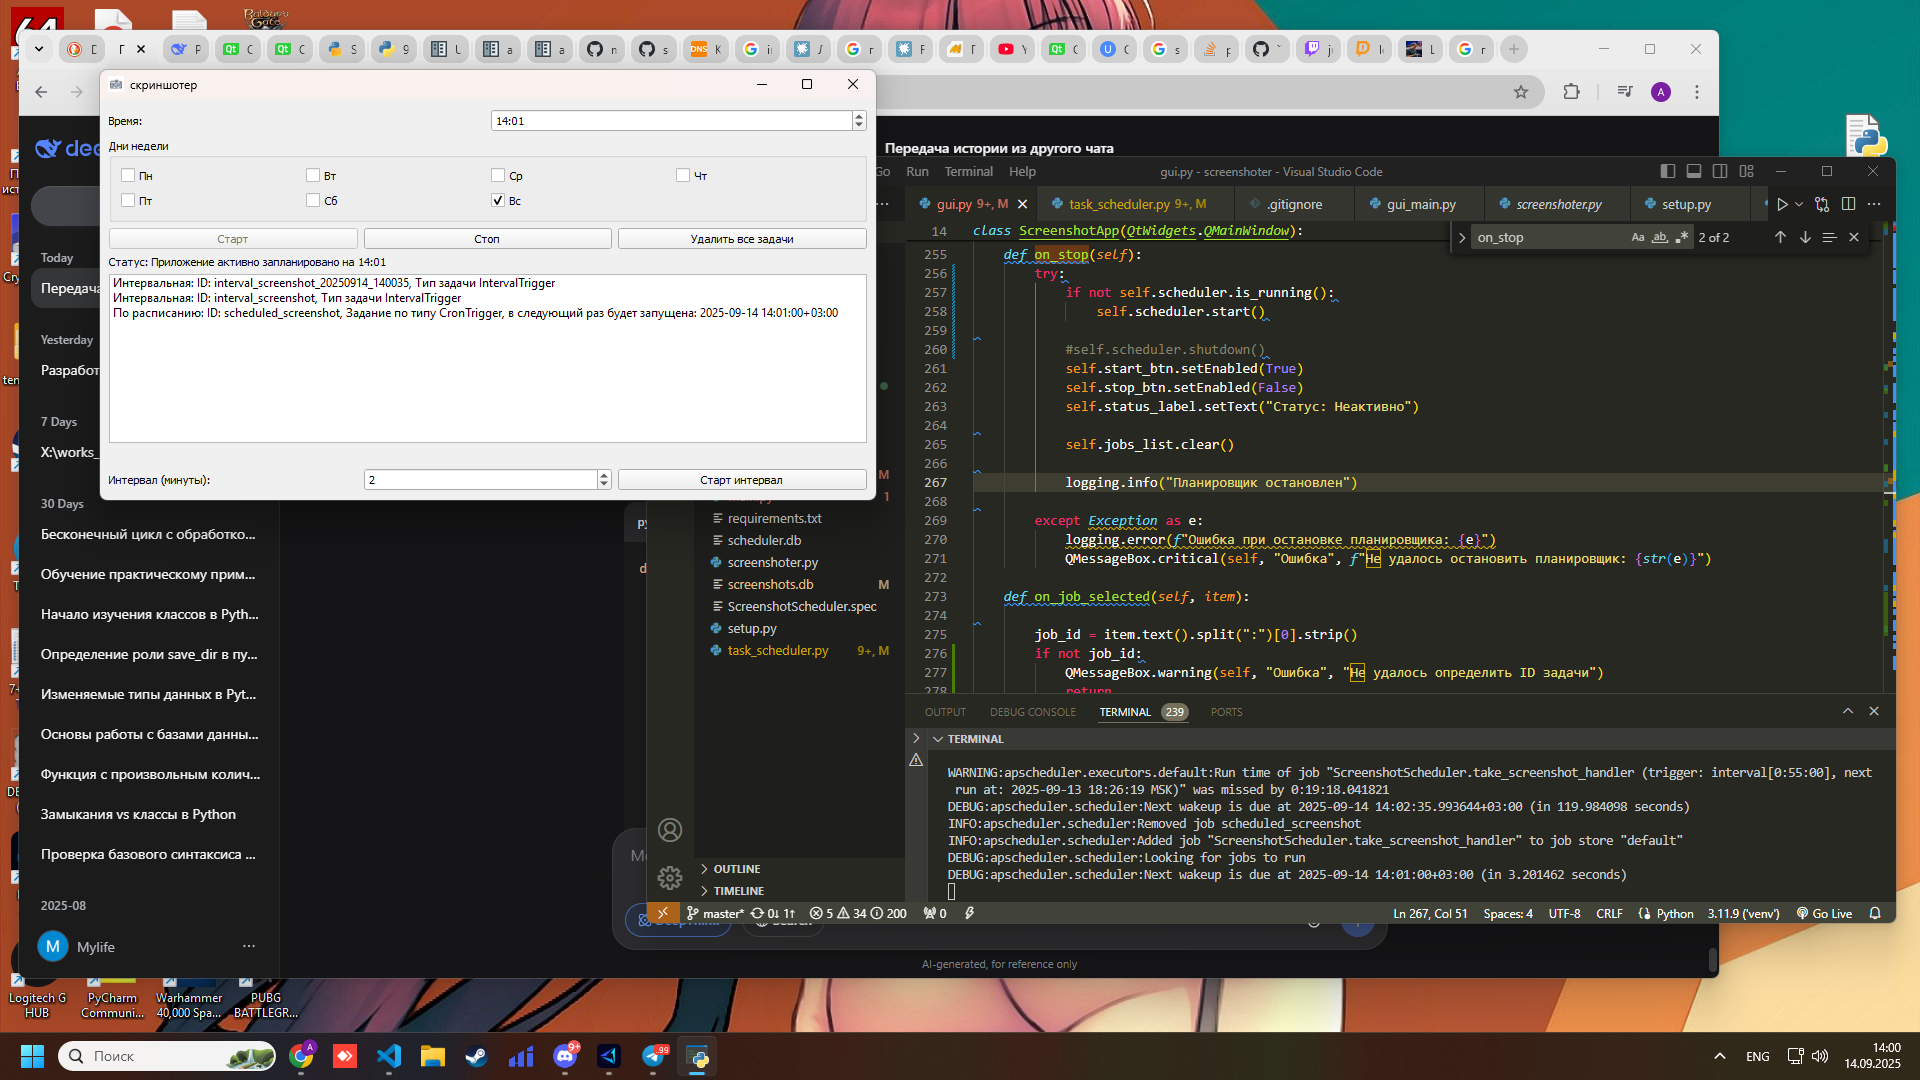 скриншотер
Время:
14:01
Дни недели
Пн
Вт
Ср
Чт
Пт
Сб
Вс
Старт
Стоп
Удалить все задачи
Статус: Приложение активно запланировано на 14:01
Интервальная: ID: interval_screenshot_20250914_140035, Тип задачи IntervalTrigger
Интервальная: ID: interval_screenshot, Тип задачи IntervalTrigger
По расписанию: ID: scheduled_screenshot, Задание по типу CronTrigger, в следующий раз будет запущена: 2025-09-14 14:01:00+03:00
Интервал (минуты):
2
Старт интервал
Передача истории из другого чата
Today
Передача
Yesterday
Разработ
7 Days
X:\works_
30 Days
Бесконечный цикл с обработко...
Обучение практическому прим...
Начало изучения классов в Pyth...
Определение роли save_dir в пу...
Изменяемые типы данных в Pyt...
Основы работы с базами данны...
Функция с произвольным колич...
Замыкания vs классы в Python
Проверка базового синтаксиса ...
2025-08
M
Mylife
AI-generated, for reference only
Go
Run
Terminal
Help
gui.py - screenshoter - Visual Studio Code
gui.py 9+, M
task_scheduler.py 9+, M
.gitignore
gui_main.py
screenshoter.py
setup.py
on_stop
2 of 2
14 class ScreenshotApp(QtWidgets.QMainWindow):
255 def on_stop(self):
256 try:
257 if not self.scheduler.is_running():
258 self.scheduler.start()
259
260 #self.scheduler.shutdown()
261 self.start_btn.setEnabled(True)
262 self.stop_btn.setEnabled(False)
263 self.status_label.setText("Статус: Неактивно")
264
265 self.jobs_list.clear()
266
267 logging.info("Планировщик остановлен")
268
269 except Exception as e:
270 logging.error(f"Ошибка при остановке планировщика: {e}")
271 QMessageBox.critical(self, "Ошибка", f"Не удалось остановить планировщик: {str(e)}")
272
273 def on_job_selected(self, item):
274
275 job_id = item.text().split(":")[0].strip()
276 if not job_id:
277 QMessageBox.warning(self, "Ошибка", "Не удалось определить ID задачи")
278 return
requirements.txt
scheduler.db
screenshoter.py
screenshots.db M
ScreenshotScheduler.spec
setup.py
task_scheduler.py 9+, M
OUTLINE
TIMELINE
OUTPUT
DEBUG CONSOLE
TERMINAL 239
PORTS
TERMINAL
WARNING:apscheduler.executors.default:Run time of job "ScreenshotScheduler.take_screenshot_handler (trigger: interval[0:55:00], next
run at: 2025-09-13 18:26:19 MSK)" was missed by 0:19:18.041821
DEBUG:apscheduler.scheduler:Next wakeup is due at 2025-09-14 14:02:35.993644+03:00 (in 119.984098 seconds)
INFO:apscheduler.scheduler:Removed job scheduled_screenshot
INFO:apscheduler.scheduler:Added job "ScreenshotScheduler.take_screenshot_handler" to job store "default"
DEBUG:apscheduler.scheduler:Looking for jobs to run
DEBUG:apscheduler.scheduler:Next wakeup is due at 2025-09-14 14:01:00+03:00 (in 3.201462 seconds)
master* 0↓ 1↑ 5 34 200 0
Ln 267, Col 51
Spaces: 4
UTF-8
CRLF
Python
3.11.9 ('venv')
Go Live
Logitech G
HUB
PyCharm
Communi...
Warhammer
40,000 Spa...
PUBG
BATTLEGR...
Поиск
ENG
14:00
14.09.2025